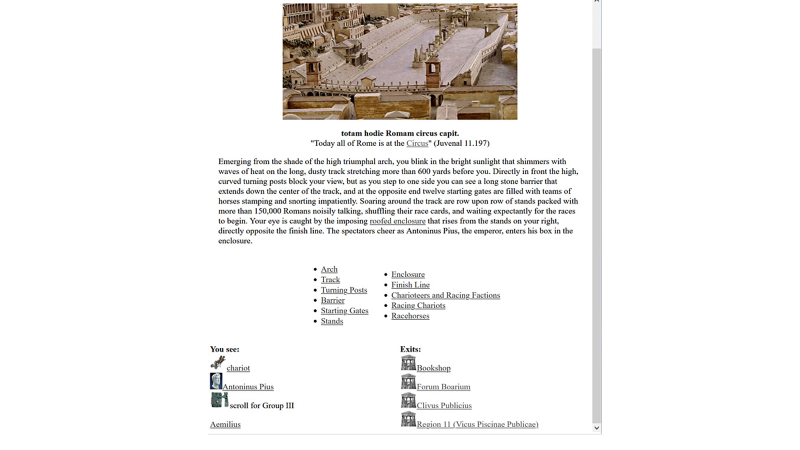 totam hodie Romam circus capit.
"Today all of Rome is at the Circus" (Juvenal 11.197)
Emerging from the shade of the high triumphal arch, you blink in the bright sunlight that shimmers with
waves of heat on the long, dusty track stretching more than 600 yards before you. Directly in front the high,
curved turning posts block your view, but as you step to one side you can see a long stone barrier that
extends down the center of the track, and at the opposite end twelve starting gates are filled with teams of
horses stamping and snorting impatiently. Soaring around the track are row upon row of stands packed with
more than 150,000 Romans noisily talking, shuffling their race cards, and waiting expectantly for the races
to begin. Your eye is caught by the imposing roofed enclosure that rises from the stands on your right,
directly opposite the finish line. The spectators cheer as Antoninus Pius, the emperor, enters his box in the
enclosure.
Arch
Track
Turning Posts
Barrier
Starting Gates
Stands
Enclosure
Finish Line
Charioteers and Racing Factions
Racing Chariots
Racehorses
You see:
chariot
Antoninus Pius
scroll for Group III
Aemilius
Exits:
Bookshop
Forum Boarium
Clivus Publicius
Region 11 (Vicus Piscinae Publicae)